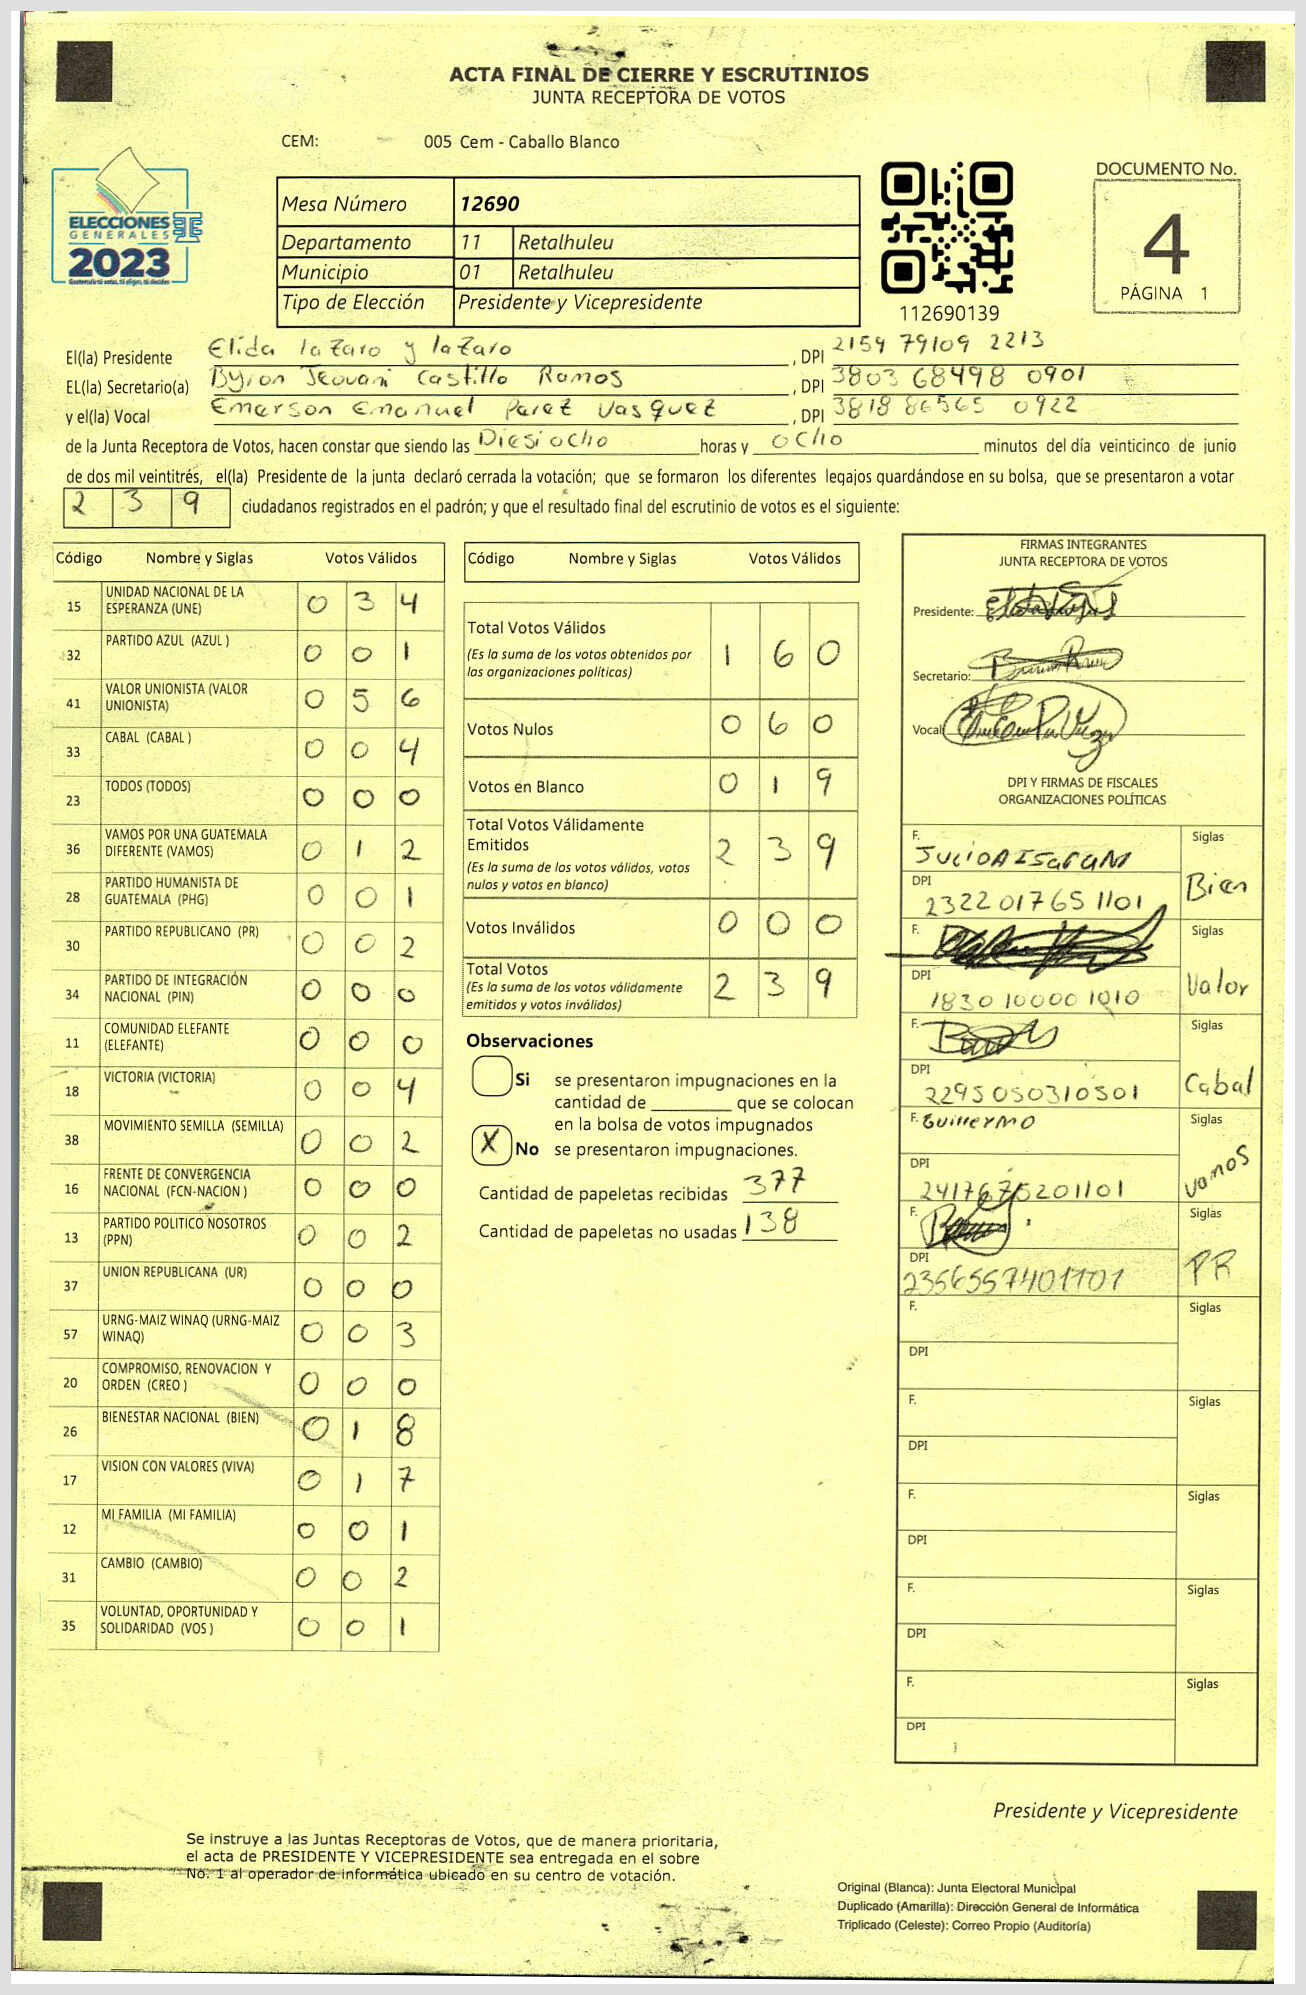 ACTA FINAL DE CIERRE Y ESCRUTINIOS
JUNTA RECEPTORA DE VOTOS
CEM: 005 Cem - Caballo Blanco
ELECCIONES
GENERALES
2023
Guatemala tú votas, tú eliges, tú decides
Mesa Número 12690
Departamento 11 Retalhuleu
Municipio 01 Retalhuleu
Tipo de Elección Presidente y Vicepresidente
112690139
DOCUMENTO No.
4
PÁGINA 1
El(la) Presidente Elida lazaro y lazaro , DPI 2154 79109 2213
EL(la) Secretario(a) Byron Jeovani Castillo Ramos , DPI 3803 68498 0901
y el(la) Vocal Emerson Emanuel Perez Vasquez , DPI 3818 86565 0922
de la Junta Receptora de Votos, hacen constar que siendo las Diesiocho horas y ocho minutos del día veinticinco de junio
de dos mil veintitrés, el(la) Presidente de la junta declaró cerrada la votación; que se formaron los diferentes legajos guardándose en su bolsa, que se presentaron a votar
2 3 9 ciudadanos registrados en el padrón; y que el resultado final del escrutinio de votos es el siguiente:
Código Nombre y Siglas Votos Válidos
15 UNIDAD NACIONAL DE LA ESPERANZA (UNE) 0 3 4
32 PARTIDO AZUL (AZUL ) 0 0 1
41 VALOR UNIONISTA (VALOR UNIONISTA) 0 5 6
33 CABAL (CABAL ) 0 0 4
23 TODOS (TODOS) 0 0 0
36 VAMOS POR UNA GUATEMALA DIFERENTE (VAMOS) 0 1 2
28 PARTIDO HUMANISTA DE GUATEMALA (PHG) 0 0 1
30 PARTIDO REPUBLICANO (PR) 0 0 2
34 PARTIDO DE INTEGRACIÓN NACIONAL (PIN) 0 0 0
11 COMUNIDAD ELEFANTE (ELEFANTE) 0 0 0
18 VICTORIA (VICTORIA) 0 0 4
38 MOVIMIENTO SEMILLA (SEMILLA) 0 0 2
16 FRENTE DE CONVERGENCIA NACIONAL (FCN-NACION ) 0 0 0
13 PARTIDO POLITICO NOSOTROS (PPN) 0 0 2
37 UNION REPUBLICANA (UR) 0 0 0
57 URNG-MAIZ WINAQ (URNG-MAIZ WINAQ) 0 0 3
20 COMPROMISO, RENOVACION Y ORDEN (CREO ) 0 0 0
26 BIENESTAR NACIONAL (BIEN) 0 1 8
17 VISION CON VALORES (VIVA) 0 1 7
12 MI FAMILIA (MI FAMILIA) 0 0 1
31 CAMBIO (CAMBIO) 0 0 2
35 VOLUNTAD, OPORTUNIDAD Y SOLIDARIDAD (VOS ) 0 0 1
Código Nombre y Siglas Votos Válidos
Total Votos Válidos 1 6 0
(Es la suma de los votos obtenidos por
las organizaciones políticas)
Votos Nulos 0 6 0
Votos en Blanco 0 1 9
Total Votos Válidamente
Emitidos 2 3 9
(Es la suma de los votos válidos, votos
nulos y votos en blanco)
Votos Inválidos 0 0 0
Total Votos 2 3 9
(Es la suma de los votos válidamente
emitidos y votos inválidos)
Observaciones
Si se presentaron impugnaciones en la
cantidad de ________ que se colocan
en la bolsa de votos impugnados
X No se presentaron impugnaciones.
Cantidad de papeletas recibidas 377
Cantidad de papeletas no usadas 138
FIRMAS INTEGRANTES
JUNTA RECEPTORA DE VOTOS
Presidente:
Secretario:
Vocal:
DPI Y FIRMAS DE FISCALES
ORGANIZACIONES POLÍTICAS
F. Siglas
DPI 2322017651101 Bien
F. Siglas
DPI 1830100001010 Valor
F. Siglas
DPI 2295050310501 Cabal
F. Guillermo Siglas
DPI 2417675201101 vamos
F. Siglas
DPI 2356557401101 PR
F. Siglas
DPI
F. Siglas
DPI
F. Siglas
DPI
F. Siglas
DPI
F. Siglas
DPI
Presidente y Vicepresidente
Se instruye a las Juntas Receptoras de Votos, que de manera prioritaria,
el acta de PRESIDENTE Y VICEPRESIDENTE sea entregada en el sobre
No. 1 al operador de informática ubicado en su centro de votación.
Original (Blanca): Junta Electoral Municipal
Duplicado (Amarilla): Dirección General de Informática
Triplicado (Celeste): Correo Propio (Auditoría)